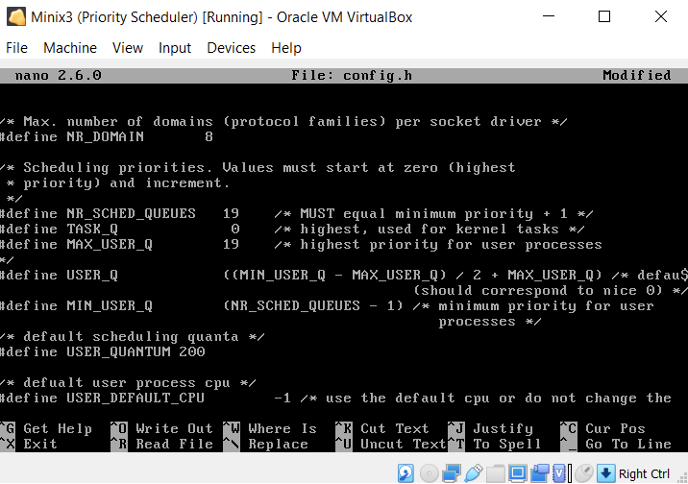 Minix3 (Priority Scheduler) [Running] - Oracle VM VirtualBox
File Machine View Input Devices Help
nano 2.6.0 File: config.h Modified
/* Max. number of domains (protocol families) per socket driver */
#define NR_DOMAIN 8
/* Scheduling priorities. Values must start at zero (highest
* priority) and increment.
*/
#define NR_SCHED_QUEUES 19 /* MUST equal minimum priority + 1 */
#define TASK_Q 0 /* highest, used for kernel tasks */
#define MAX_USER_Q 19 /* highest priority for user processes
*/
#define USER_Q ((MIN_USER_Q - MAX_USER_Q) / 2 + MAX_USER_Q) /* defau$
(should correspond to nice 0) */
#define MIN_USER_Q (NR_SCHED_QUEUES - 1) /* minimum priority for user
processes */
/* default scheduling quanta */
#define USER_QUANTUM 200
/* defualt user process cpu */
#define USER_DEFAULT_CPU -1 /* use the default cpu or do not change the
^G Get Help ^O Write Out ^W Where Is ^K Cut Text ^J Justify ^C Cur Pos
^X Exit ^R Read File ^\ Replace ^U Uncut Text ^T To Spell ^_ Go To Line
Right Ctrl